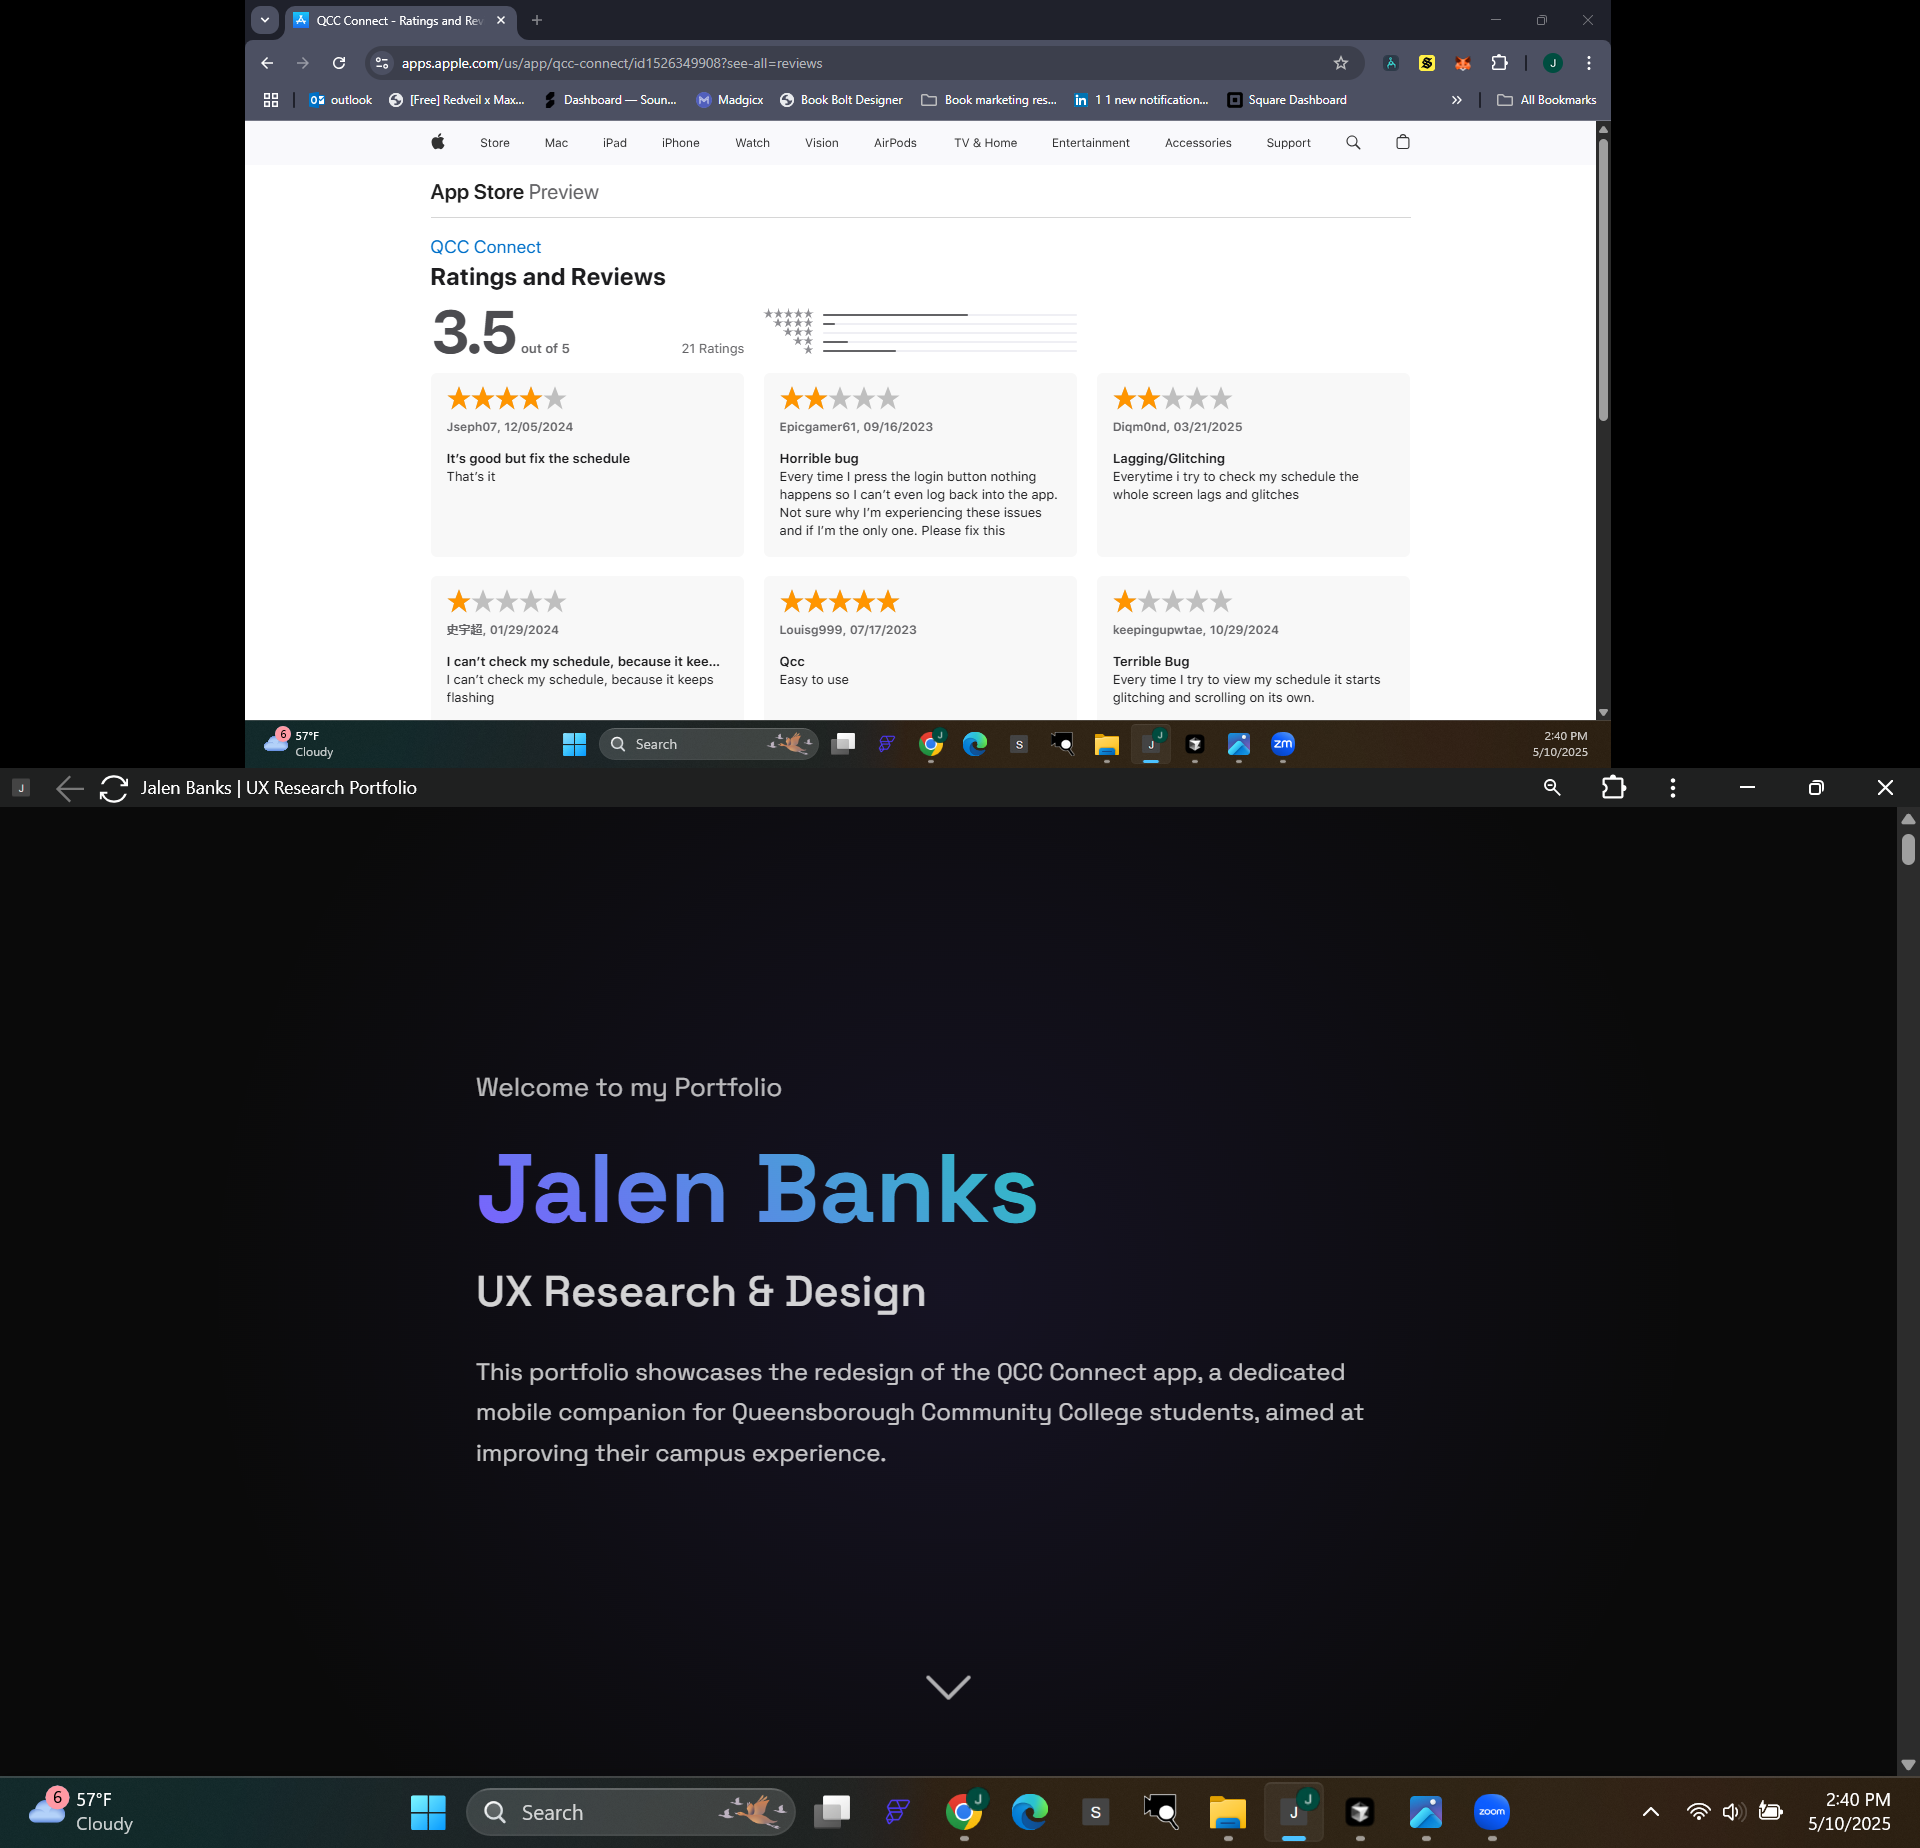 QCC Connect - Ratings and Rev
apps.apple.com/us/app/qcc-connect/id1526349908?see-all=reviews
J
outlook
[Free] Redveil x Max...
Dashboard — Soun...
Madgicx
Book Bolt Designer
Book marketing res...
1 1 new notification...
Square Dashboard
All Bookmarks
Store
Mac
iPad
iPhone
Watch
Vision
AirPods
TV & Home
Entertainment
Accessories
Support
App Store Preview
QCC Connect
Ratings and Reviews
3.5 out of 5
21 Ratings
Jseph07, 12/05/2024
It's good but fix the schedule
That's it
Epicgamer61, 09/16/2023
Horrible bug
Every time I press the login button nothing
happens so I can't even log back into the app.
Not sure why I'm experiencing these issues
and if I'm the only one. Please fix this
Diqm0nd, 03/21/2025
Lagging/Glitching
Everytime i try to check my schedule the
whole screen lags and glitches
史宇超, 01/29/2024
I can't check my schedule, because it kee...
I can't check my schedule, because it keeps
flashing
Louisg999, 07/17/2023
Qcc
Easy to use
keepingupwtae, 10/29/2024
Terrible Bug
Every time I try to view my schedule it starts
glitching and scrolling on its own.
6
57°F
Cloudy
Search
J
S
J
J
zm
2:40 PM
5/10/2025
J
Jalen Banks | UX Research Portfolio
Welcome to my Portfolio
Jalen Banks
UX Research & Design
This portfolio showcases the redesign of the QCC Connect app, a dedicated
mobile companion for Queensborough Community College students, aimed at
improving their campus experience.
6
57°F
Cloudy
Search
J
S
J
J
zoom
2:40 PM
5/10/2025